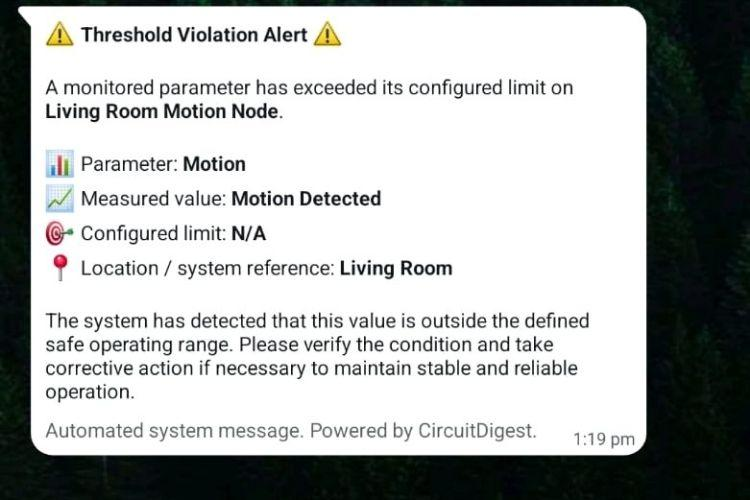 ⚠️ Threshold Violation Alert ⚠️
A monitored parameter has exceeded its configured limit on
Living Room Motion Node.
📊 Parameter: Motion
📈 Measured value: Motion Detected
🎯 Configured limit: N/A
📍 Location / system reference: Living Room
The system has detected that this value is outside the defined
safe operating range. Please verify the condition and take
corrective action if necessary to maintain stable and reliable
operation.
Automated system message. Powered by CircuitDigest.
1:19 pm